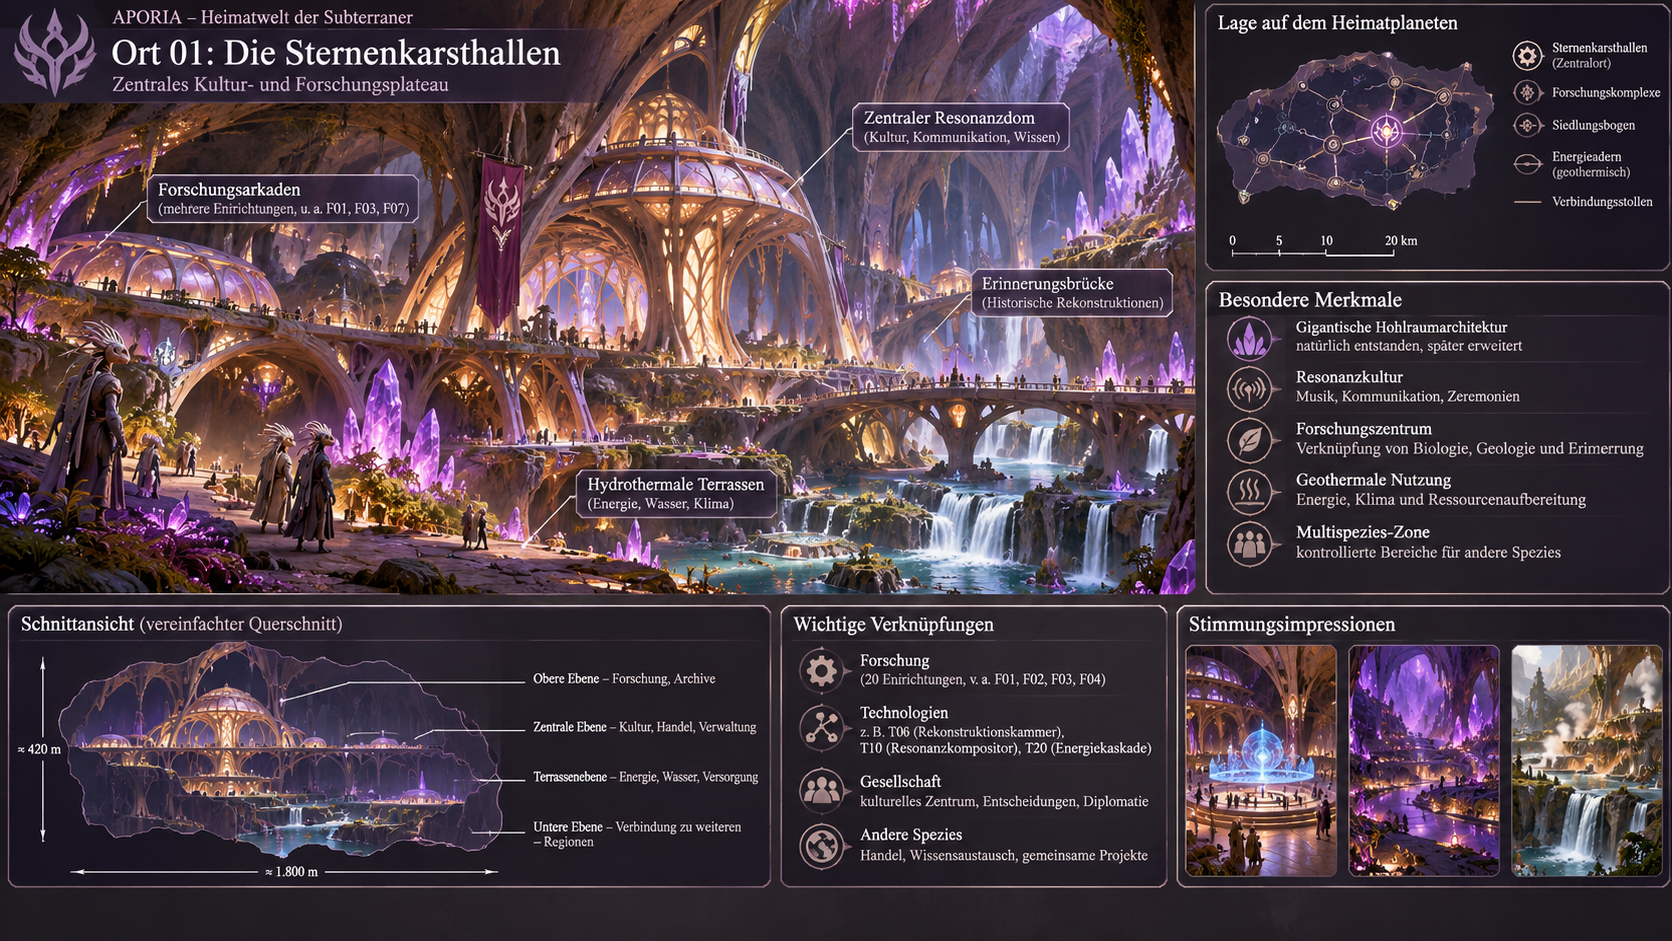 APORIA – Heimatwelt der Subterraner
Ort 01: Die Sternenkarsthallen
Zentrales Kultur- und Forschungsplateau
Forschungsarkaden
(mehrere Enirichtungen, u. a. F01, F03, F07)
Zentraler Resonanzdom
(Kultur, Kommunikation, Wissen)
Erinnerungsbrücke
(Historische Rekonstruktionen)
Hydrothermale Terrassen
(Energie, Wasser, Klima)
Lage auf dem Heimatplaneten
Sternenkarsthallen
(Zentralort)
Forschungskomplexe
Siedlungsbogen
Energieadern
(geothermisch)
Verbindungsstollen
0 5 10 20 km
Besondere Merkmale
Gigantische Hohlraumarchitektur
natürlich entstanden, später erweitert
Resonanzkultur
Musik, Kommunikation, Zeremonien
Forschungszentrum
Verknüpfung von Biologie, Geologie und Erimerrung
Geothermale Nutzung
Energie, Klima und Ressourcenaufbereitung
Multispezies-Zone
kontrollierte Bereiche für andere Spezies
Schnittansicht (vereinfachter Querschnitt)
≈ 420 m
≈ 1.800 m
Obere Ebene – Forschung, Archive
Zentrale Ebene – Kultur, Handel, Verwaltung
Terrassenebene – Energie, Wasser, Versorgung
Untere Ebene – Verbindung zu weiteren
– Regionen
Wichtige Verknüpfungen
Forschung
(20 Enirichtungen, v. a. F01, F02, F03, F04)
Technologien
z. B. T06 (Rekonstruktionskammer),
T10 (Resonanzkompositor), T20 (Energiekaskade)
Gesellschaft
kulturelles Zentrum, Entscheidungen, Diplomatie
Andere Spezies
Handel, Wissensaustausch, gemeinsame Projekte
Stimmungsimpressionen